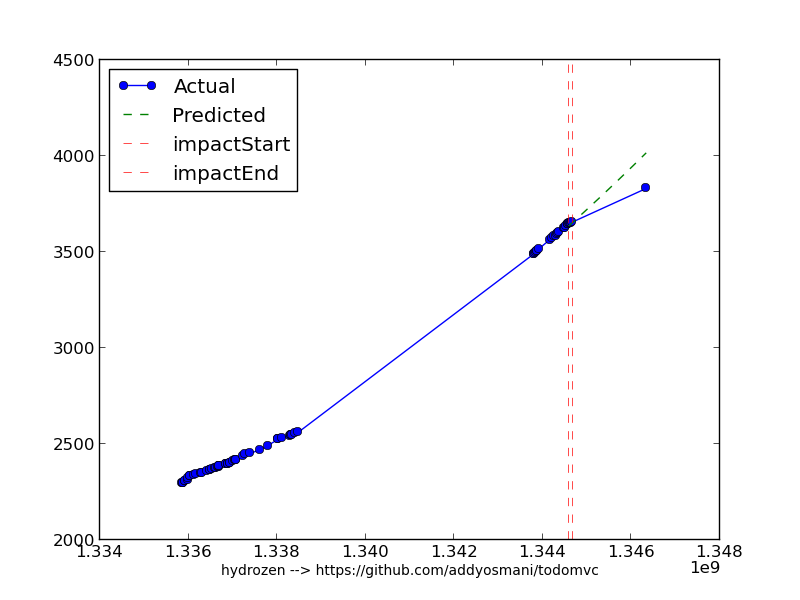 4500
4000
3500
3000
2500
2000
Actual
Predicted
impactStart
impactEnd
1.334 1.336 1.338 1.340 1.342 1.344 1.346 1.348
1e9
hydrozen --> https://github.com/addyosmani/todomvc